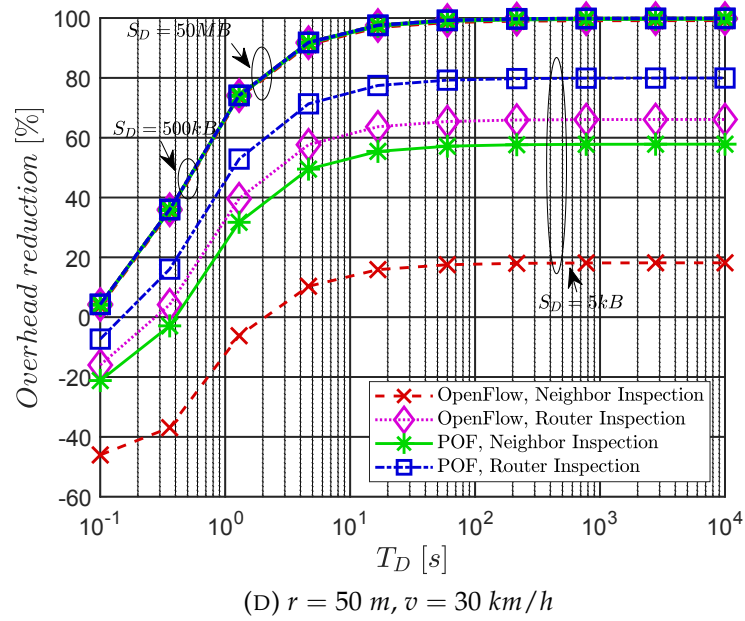 100
80
60
40
20
0
-20
-40
-60
Overhead reduction [%]
S_D = 50MB
S_D = 500kB
S_D = 5kB
OpenFlow, Neighbor Inspection
OpenFlow, Router Inspection
POF, Neighbor Inspection
POF, Router Inspection
10^-1 10^0 10^1 10^2 10^3 10^4
T_D [s]
(D) r = 50 m, v = 30 km/h